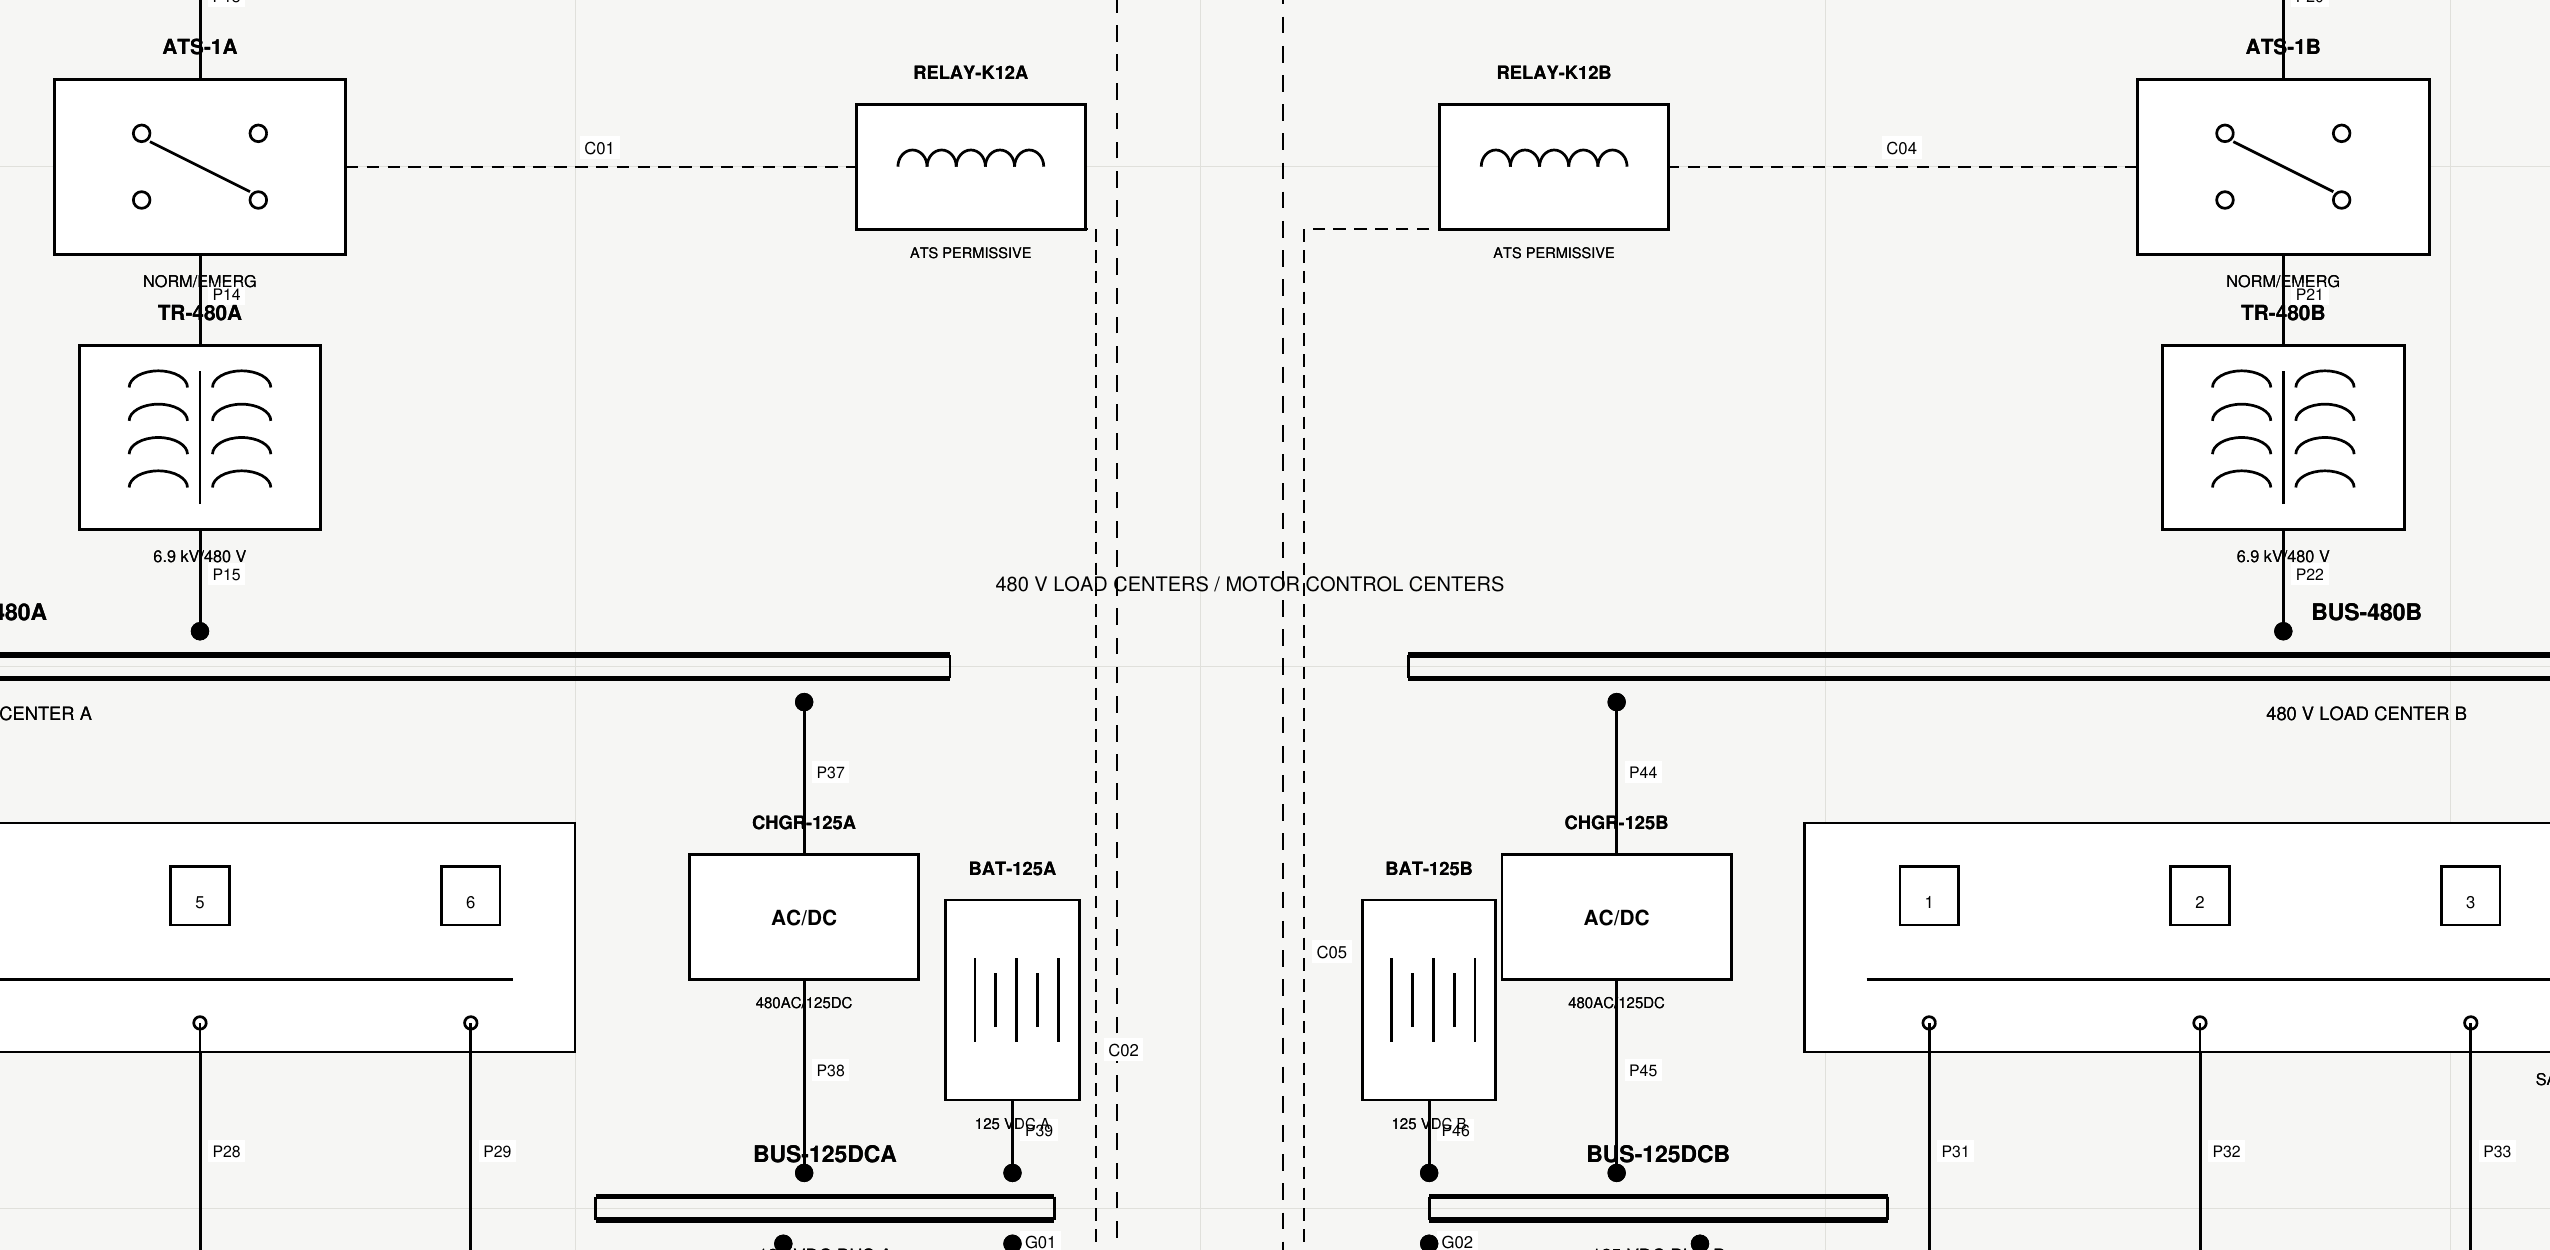 ATS-1A
ATS-1B
RELAY-K12A
RELAY-K12B
C01
C04
ATS PERMISSIVE
ATS PERMISSIVE
NORM/EMERG
NORM/EMERG
P14
P21
TR-480A
TR-480B
6.9 kV/480 V
6.9 kV/480 V
P15
P22
480 V LOAD CENTERS / MOTOR CONTROL CENTERS
480A
BUS-480B
CENTER A
480 V LOAD CENTER B
P37
P44
CHGR-125A
CHGR-125B
BAT-125A
BAT-125B
5
6
AC/DC
AC/DC
1
2
3
C05
480AC/125DC
480AC/125DC
C02
P38
P45
125 VDC A
P39
125 VDC B
P46
P28
P29
BUS-125DCA
BUS-125DCB
P31
P32
P33
G01
G02